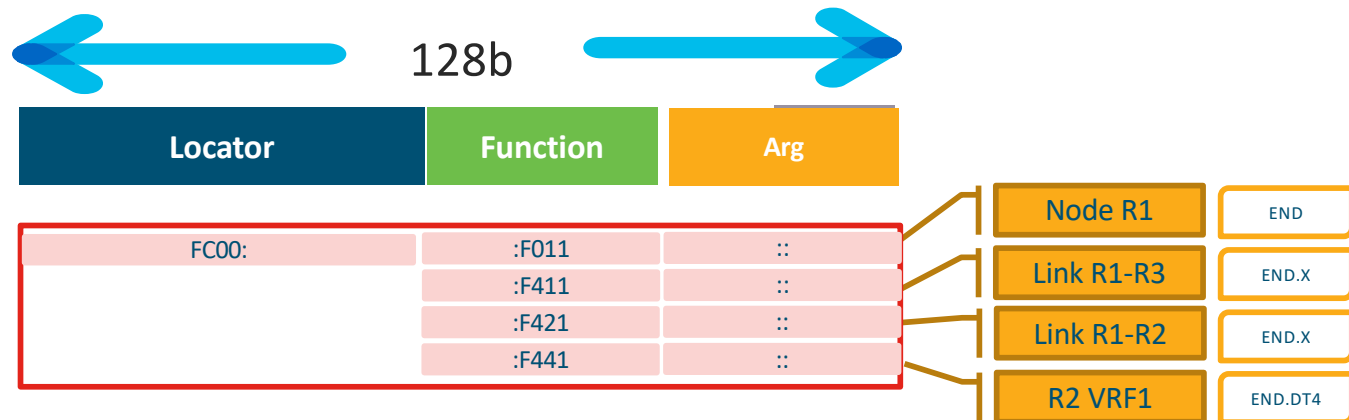 128b
Locator Function Arg
Node R1 END
FC00: :F011 ::
Link R1-R3 END.X
:F411 ::
:F421 ::
Link R1-R2 END.X
:F441 ::
R2 VRF1 END.DT4